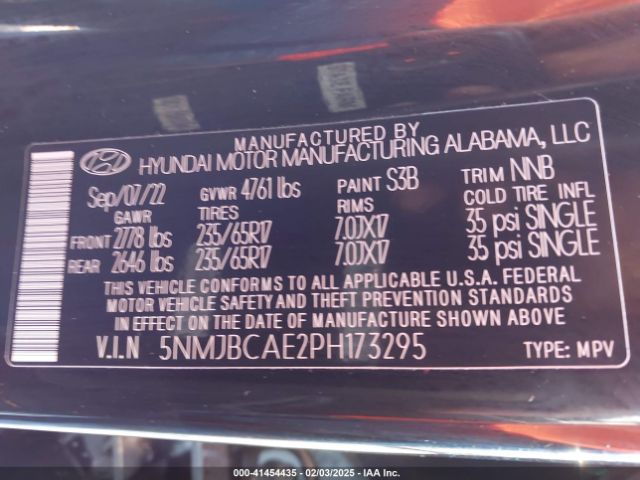 MANUFACTURED BY
HYUNDAI MOTOR MANUFACTURING ALABAMA, LLC
Sep/07/22 GVWR 4761 lbs PAINT S3B TRIM NNB
GAWR TIRES RIMS COLD TIRE INFL
FRONT 2778 lbs 235/65R17 7.0JX17 35 psi SINGLE
REAR 2646 lbs 235/65R17 7.0JX17 35 psi SINGLE
THIS VEHICLE CONFORMS TO ALL APPLICABLE U.S.A. FEDERAL
MOTOR VEHICLE SAFETY AND THEFT PREVENTION STANDARDS
IN EFFECT ON THE DATE OF MANUFACTURE SHOWN ABOVE
V.I.N 5NMJBCAE2PH173295 TYPE: MPV
000-41454435 - 02/03/2025 - IAA Inc.